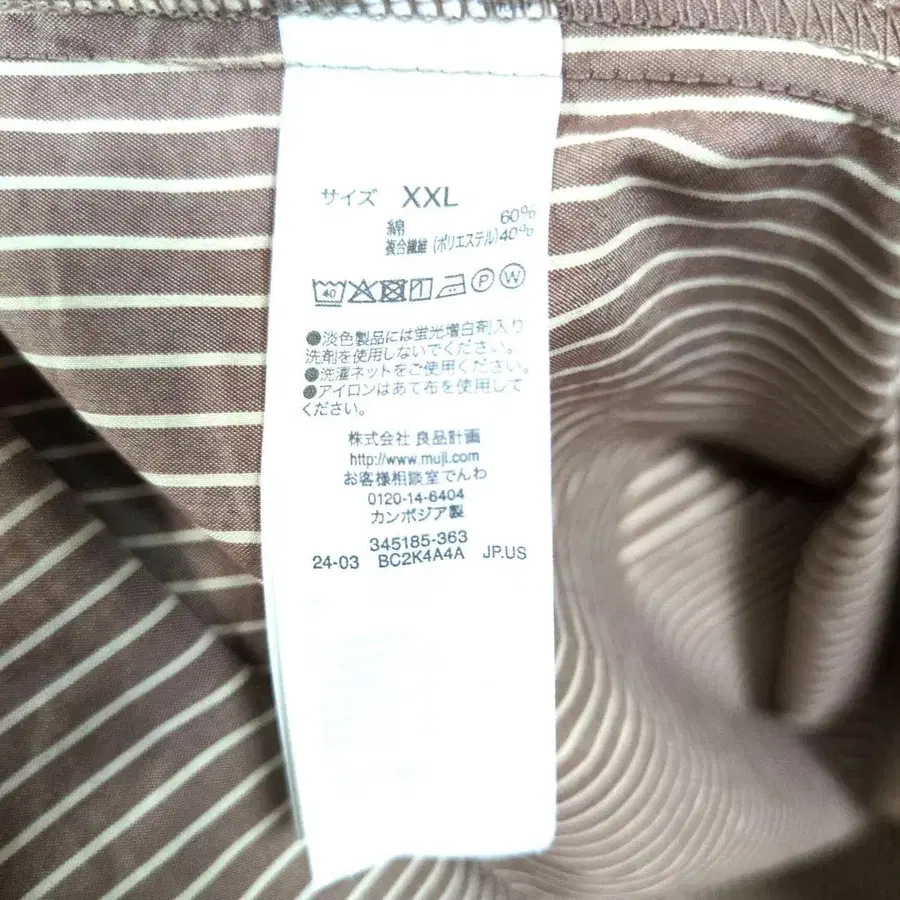 サイズ XXL
綿 60%
複合繊維(ポリエステル)40%
40 P W
●淡色製品には蛍光増白剤入り
洗剤を使用しないでください。
●洗濯ネットをご使用ください。
●アイロンはあて布を使用して
ください。
株式会社 良品計画
http://www.muji.com
お客様相談室でんわ
0120-14-6404
カンボジア製
345185-363
24-03 BC2K4A4A JP.US